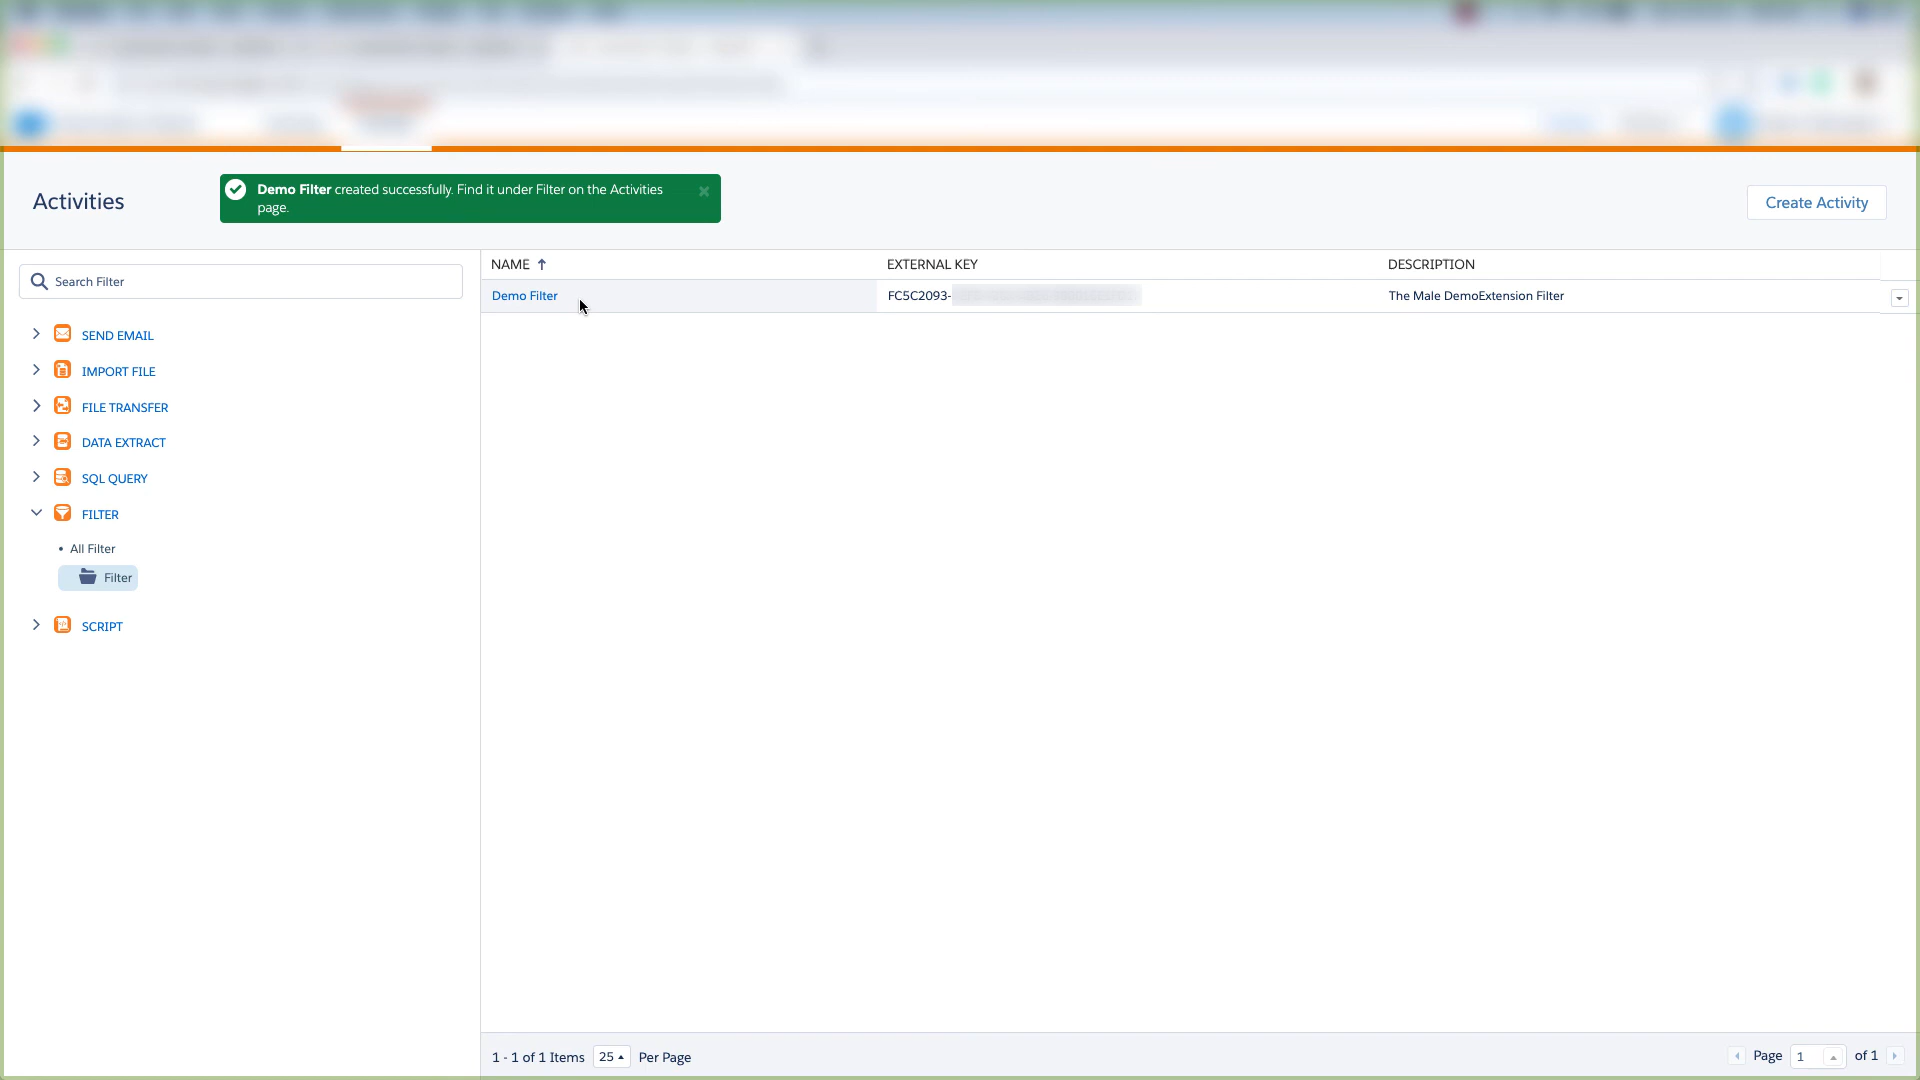 Activities
Demo Filter created successfully. Find it under Filter on the Activities
page.
Create Activity
Search Filter
SEND EMAIL
IMPORT FILE
FILE TRANSFER
DATA EXTRACT
SQL QUERY
FILTER
• All Filter
Filter
SCRIPT
NAME EXTERNAL KEY DESCRIPTION
Demo Filter FC5C2093- The Male DemoExtension Filter
1 - 1 of 1 Items 25 Per Page
Page 1 of 1